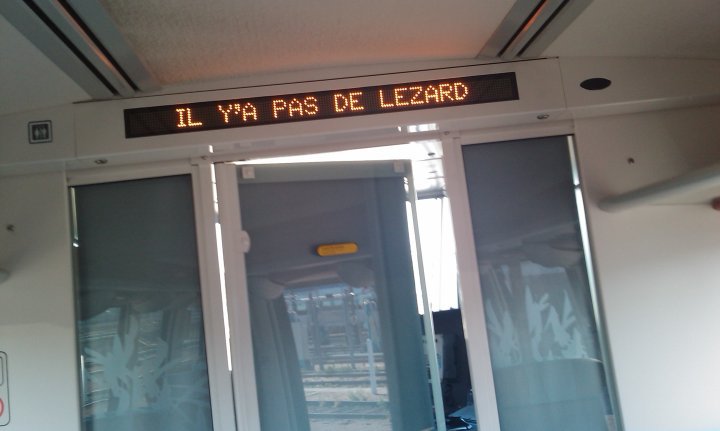 IL Y'A PAS DE LEZARD